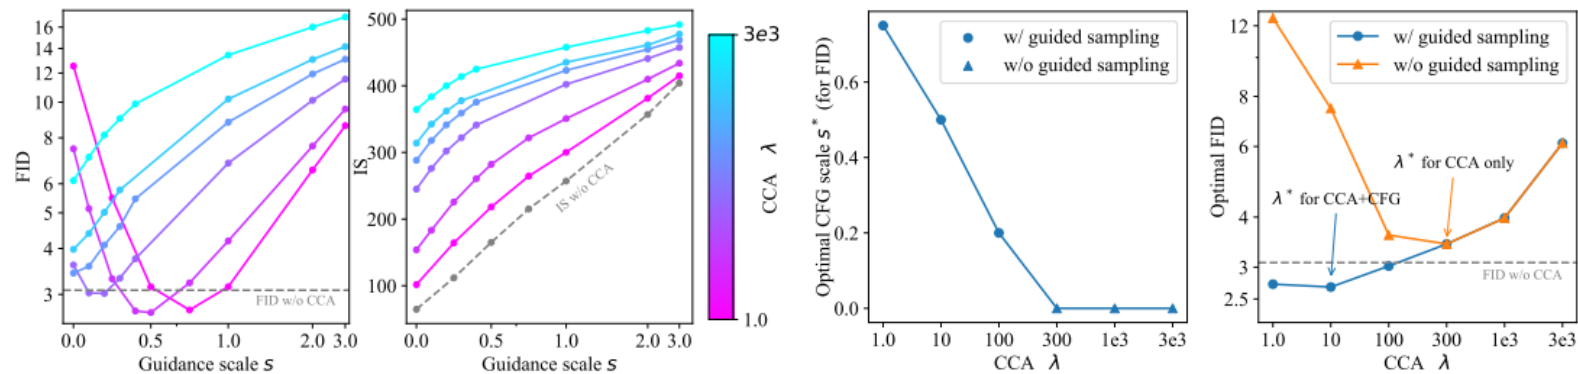 16
14
12
10
8
6
5
4
3
FID
FID w/o CCA
0.0
0.5
1.0
2.0
3.0
Guidance scale s
500
400
300
200
100
IS
IS w/o CCA
0.0
0.5
1.0
2.0
3.0
Guidance scale s
3e3
CCA λ
1.0
w/ guided sampling
w/o guided sampling
0.6
0.4
0.2
0.0
Optimal CFG scale s* (for FID)
1.0
10
100
300
1e3
3e3
CCA λ
w/ guided sampling
w/o guided sampling
12
8
6
4
3
2.5
Optimal FID
λ* for CCA only
λ* for CCA+CFG
FID w/o CCA
1.0
10
100
300
1e3
3e3
CCA λ